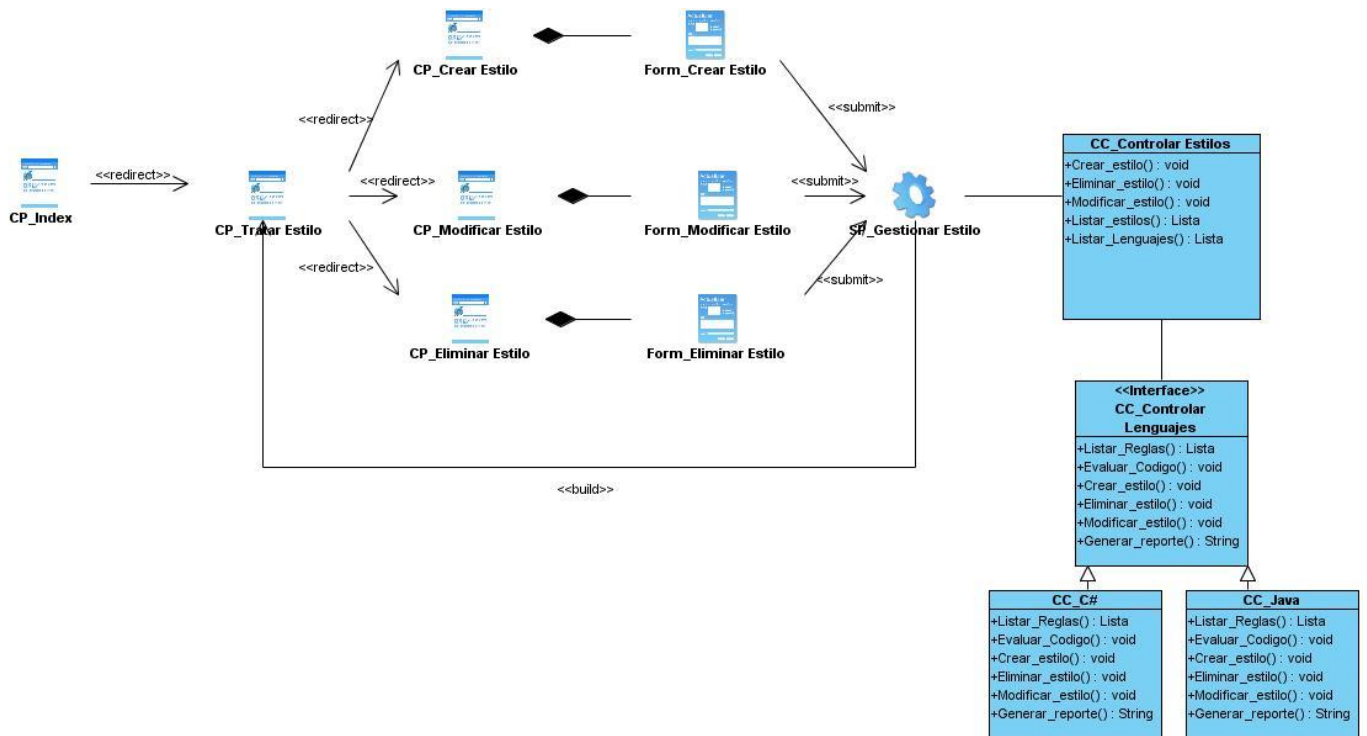 CP_Crear Estilo
Form_Crear Estilo
<<redirect>>
<<submit>>
CP_Index
<<redirect>>
CP_Tratar Estilo
<<redirect>>
CP_Modificar Estilo
Form_Modificar Estilo
<<submit>>
SP_Gestionar Estilo
<<redirect>>
CP_Eliminar Estilo
Form_Eliminar Estilo
<<submit>>
<<build>>
CC_Controlar Estilos
+Crear_estilo() : void
+Eliminar_estilo() : void
+Modificar_estilo() : void
+Listar_estilos() : Lista
+Listar_Lenguajes() : Lista
<<Interface>>
CC_Controlar
Lenguajes
+Listar_Reglas() : Lista
+Evaluar_Codigo() : void
+Crear_estilo() : void
+Eliminar_estilo() : void
+Modificar_estilo() : void
+Generar_reporte() : String
CC_C#
+Listar_Reglas() : Lista
+Evaluar_Codigo() : void
+Crear_estilo() : void
+Eliminar_estilo() : void
+Modificar_estilo() : void
+Generar_reporte() : String
CC_Java
+Listar_Reglas() : Lista
+Evaluar_Codigo() : void
+Crear_estilo() : void
+Eliminar_estilo() : void
+Modificar_estilo() : void
+Generar_reporte() : String